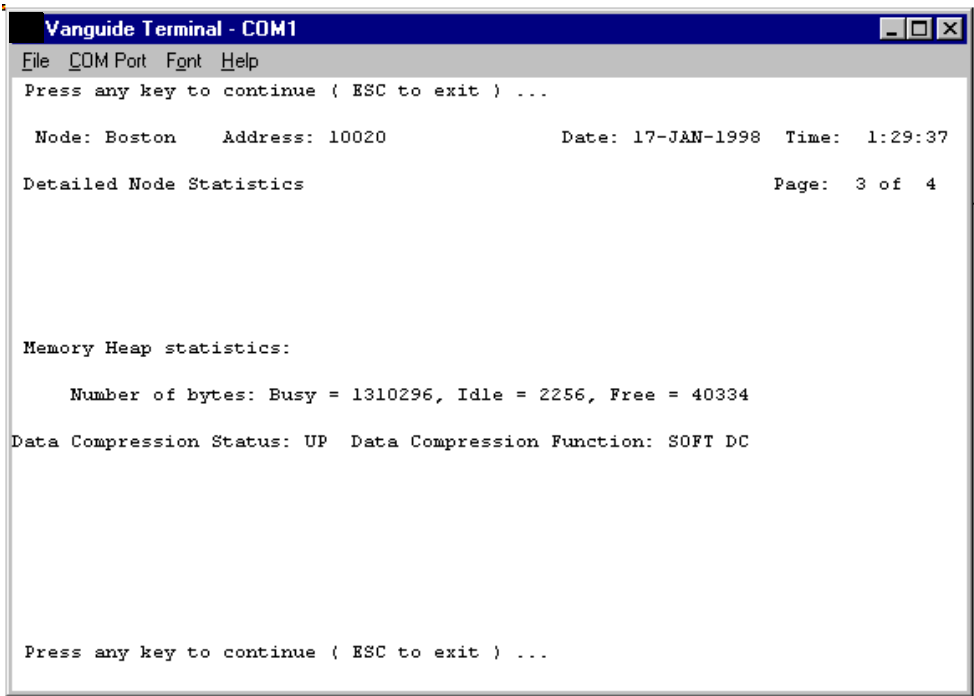 Vanguide Terminal - COM1
File COM Port Font Help
Press any key to continue ( ESC to exit ) ...
Node: Boston Address: 10020 Date: 17-JAN-1998 Time: 1:29:37
Detailed Node Statistics Page: 3 of 4
Memory Heap statistics:
Number of bytes: Busy = 1310296, Idle = 2256, Free = 40334
Data Compression Status: UP Data Compression Function: SOFT DC
Press any key to continue ( ESC to exit ) ...